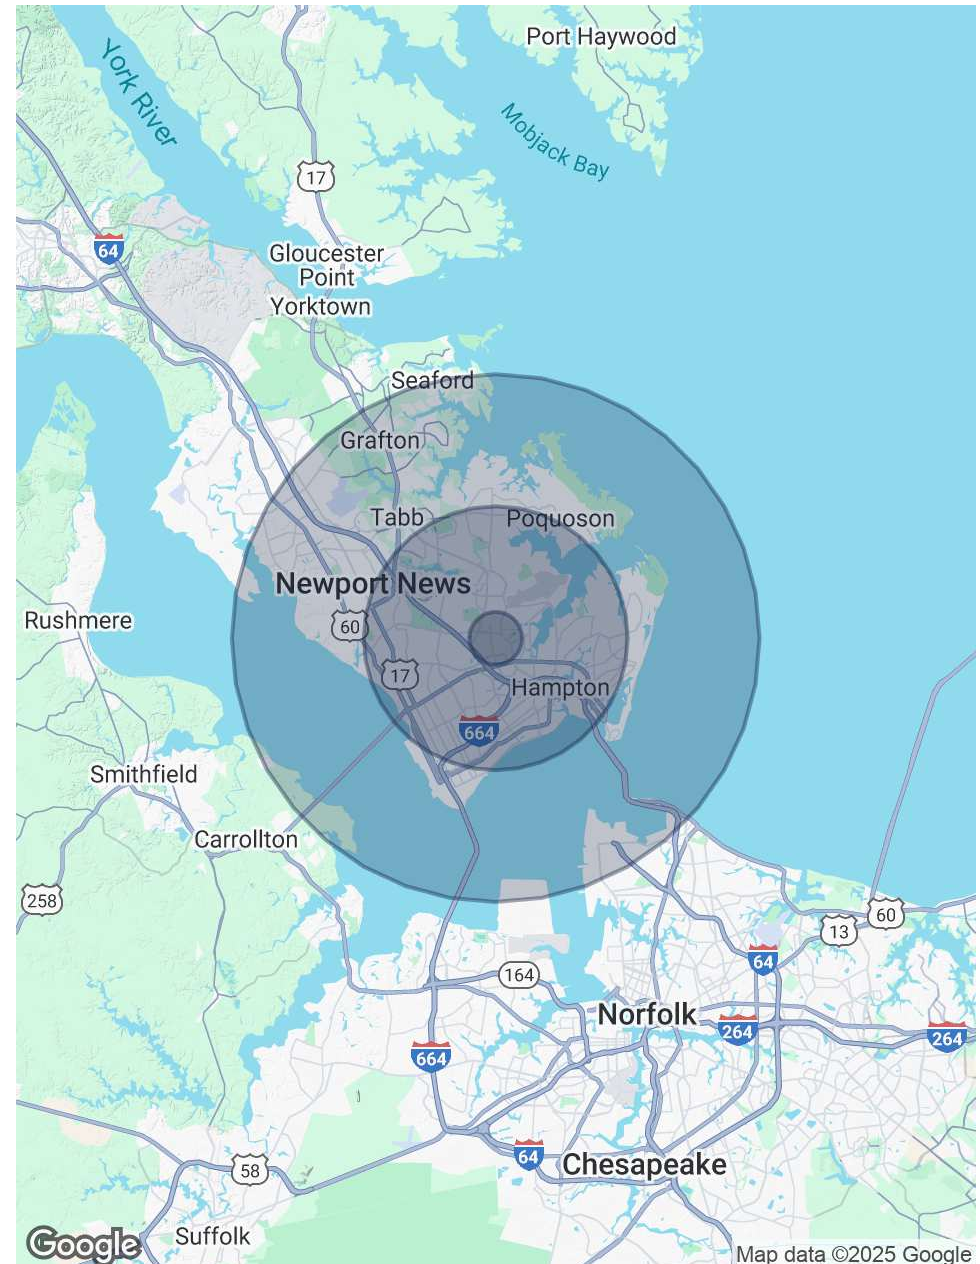 Port Haywood
York River
Mobjack Bay
17
64
Gloucester
Point
Yorktown
Seaford
Grafton
Tabb
Poquoson
Newport News
Rushmere
60
17
Hampton
664
Smithfield
Carrollton
258
60
13
64
164
Norfolk
264
264
664
64
Chesapeake
58
Suffolk
Google
Map data ©2025 Google